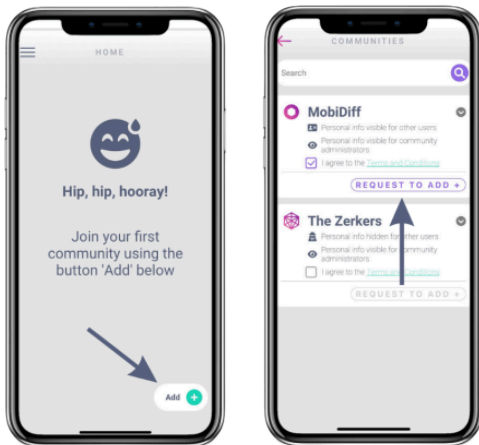 HOME
Hip, hip, hooray!
Join your first
community using the
button 'Add' below
Add
COMMUNITIES
Search
MobiDiff
Personal info visible for other users
Personal info visible for community
administrators
I agree to the Terms and Conditions
REQUEST TO ADD +
The Zerkers
Personal info hidden for other users
Personal info visible for community
administrators
I agree to the Terms and Conditions
REQUEST TO ADD +